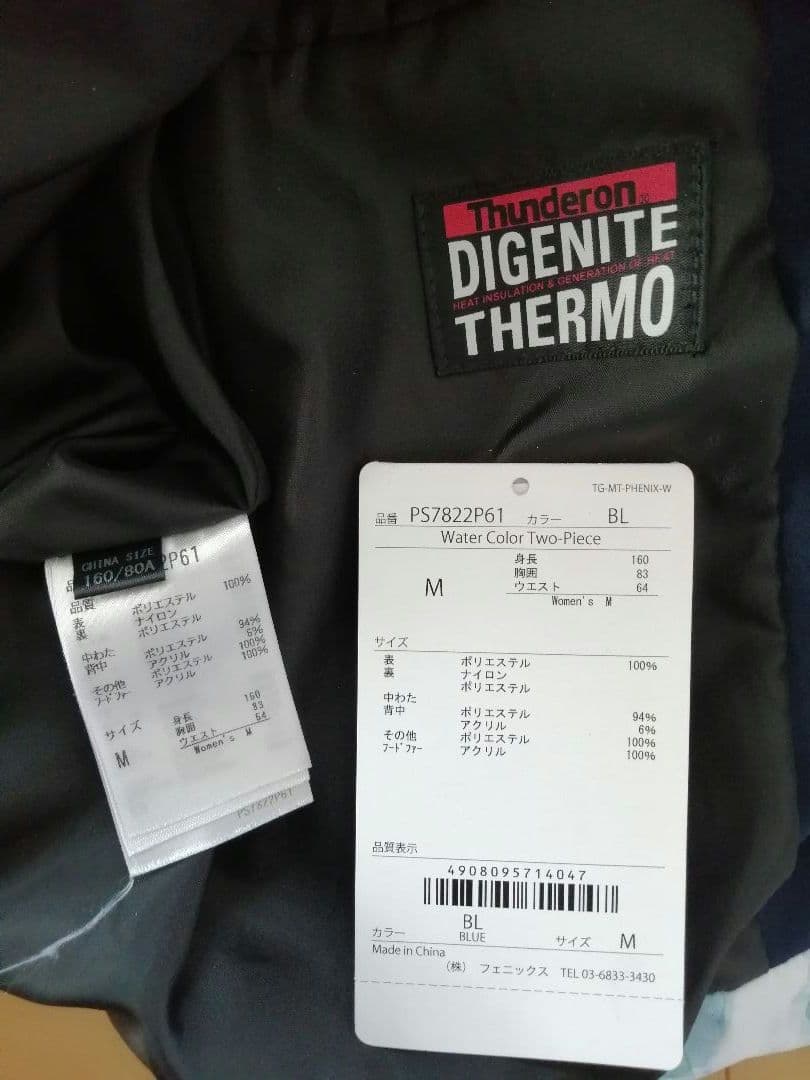 Thunderon
DIGENITE
HEAT INSULATION & GENERATION OF HEAT
THERMO
TG-MT-PHENIX-W
品番 PS7822P61 カラー BL
Water Color Two-Piece
M
身長 160
胸囲 83
ウエスト 64
Women's M
サイズ
表 ポリエステル 100%
裏 ナイロン
ポリエステル
中わた
背中 ポリエステル 94%
アクリル 6%
その他 ポリエステル 100%
フードファー アクリル 100%
品質表示
4908095714047
BL
カラー BLUE サイズ M
Made in China
(株) フェニックス TEL 03-6833-3430
CHINA SIZE
160/80A
2P61
品質
表 ポリエステル 100%
裏 ナイロン
ポリエステル
中わた
背中 ポリエステル 94%
アクリル 6%
その他 ポリエステル 100%
フードファー アクリル 100%
サイズ
M
身長 160
胸囲 83
ウエスト 64
Women's M